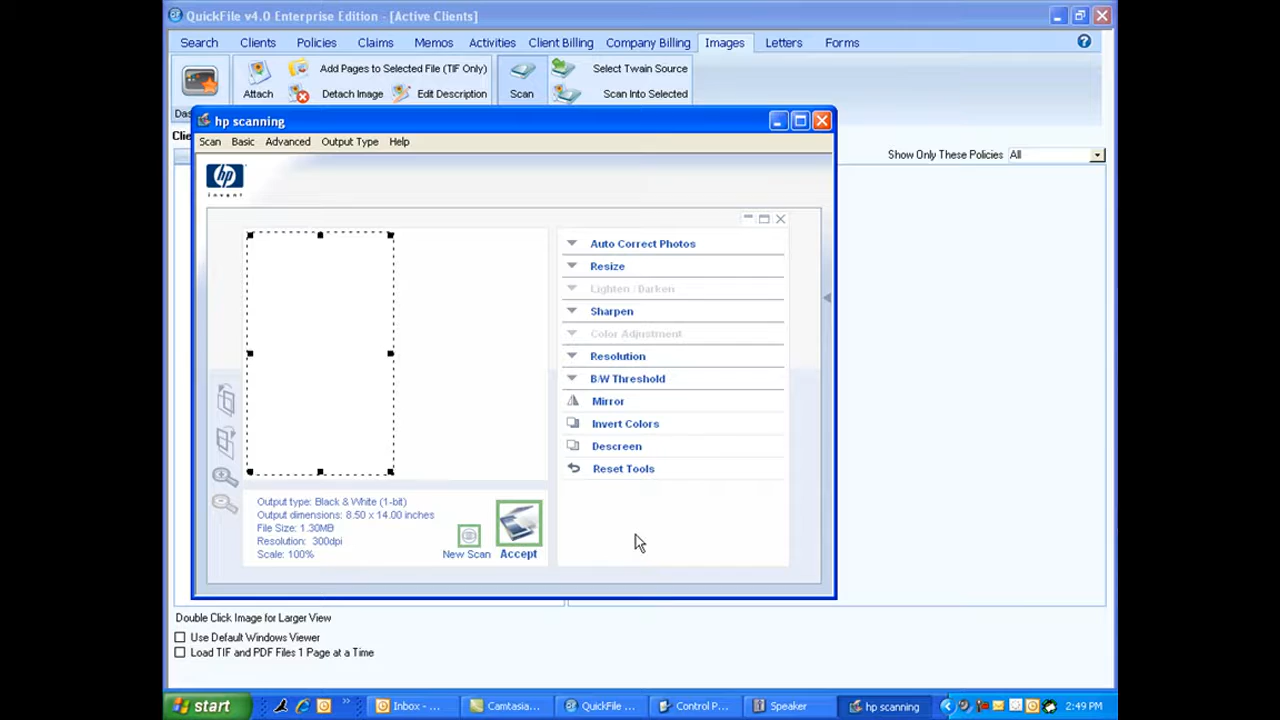 QuickFile v4.0 Enterprise Edition - [Active Clients]
Search Clients Policies Claims Memos Activities Client Billing Company Billing Images Letters Forms
Add Pages to Selected File (TIF Only) Select Twain Source
Attach Detach Image Edit Description Scan Scan Into Selected
hp scanning
Scan Basic Advanced Output Type Help
Show Only These Policies All
hp
invent
Auto Correct Photos
Resize
Lighten / Darken
Sharpen
Color Adjustment
Resolution
B/W Threshold
Mirror
Invert Colors
Descreen
Reset Tools
Output type: Black & White (1-bit)
Output dimensions: 8.50 x 14.00 inches
File Size: 1.30MB
Resolution: 300dpi
Scale: 100%
New Scan Accept
Double Click Image for Larger View
Use Default Windows Viewer
Load TIF and PDF Files 1 Page at a Time
start Inbox - ... Camtasia... QuickFile ... Control P... Speaker hp scanning 2:49 PM